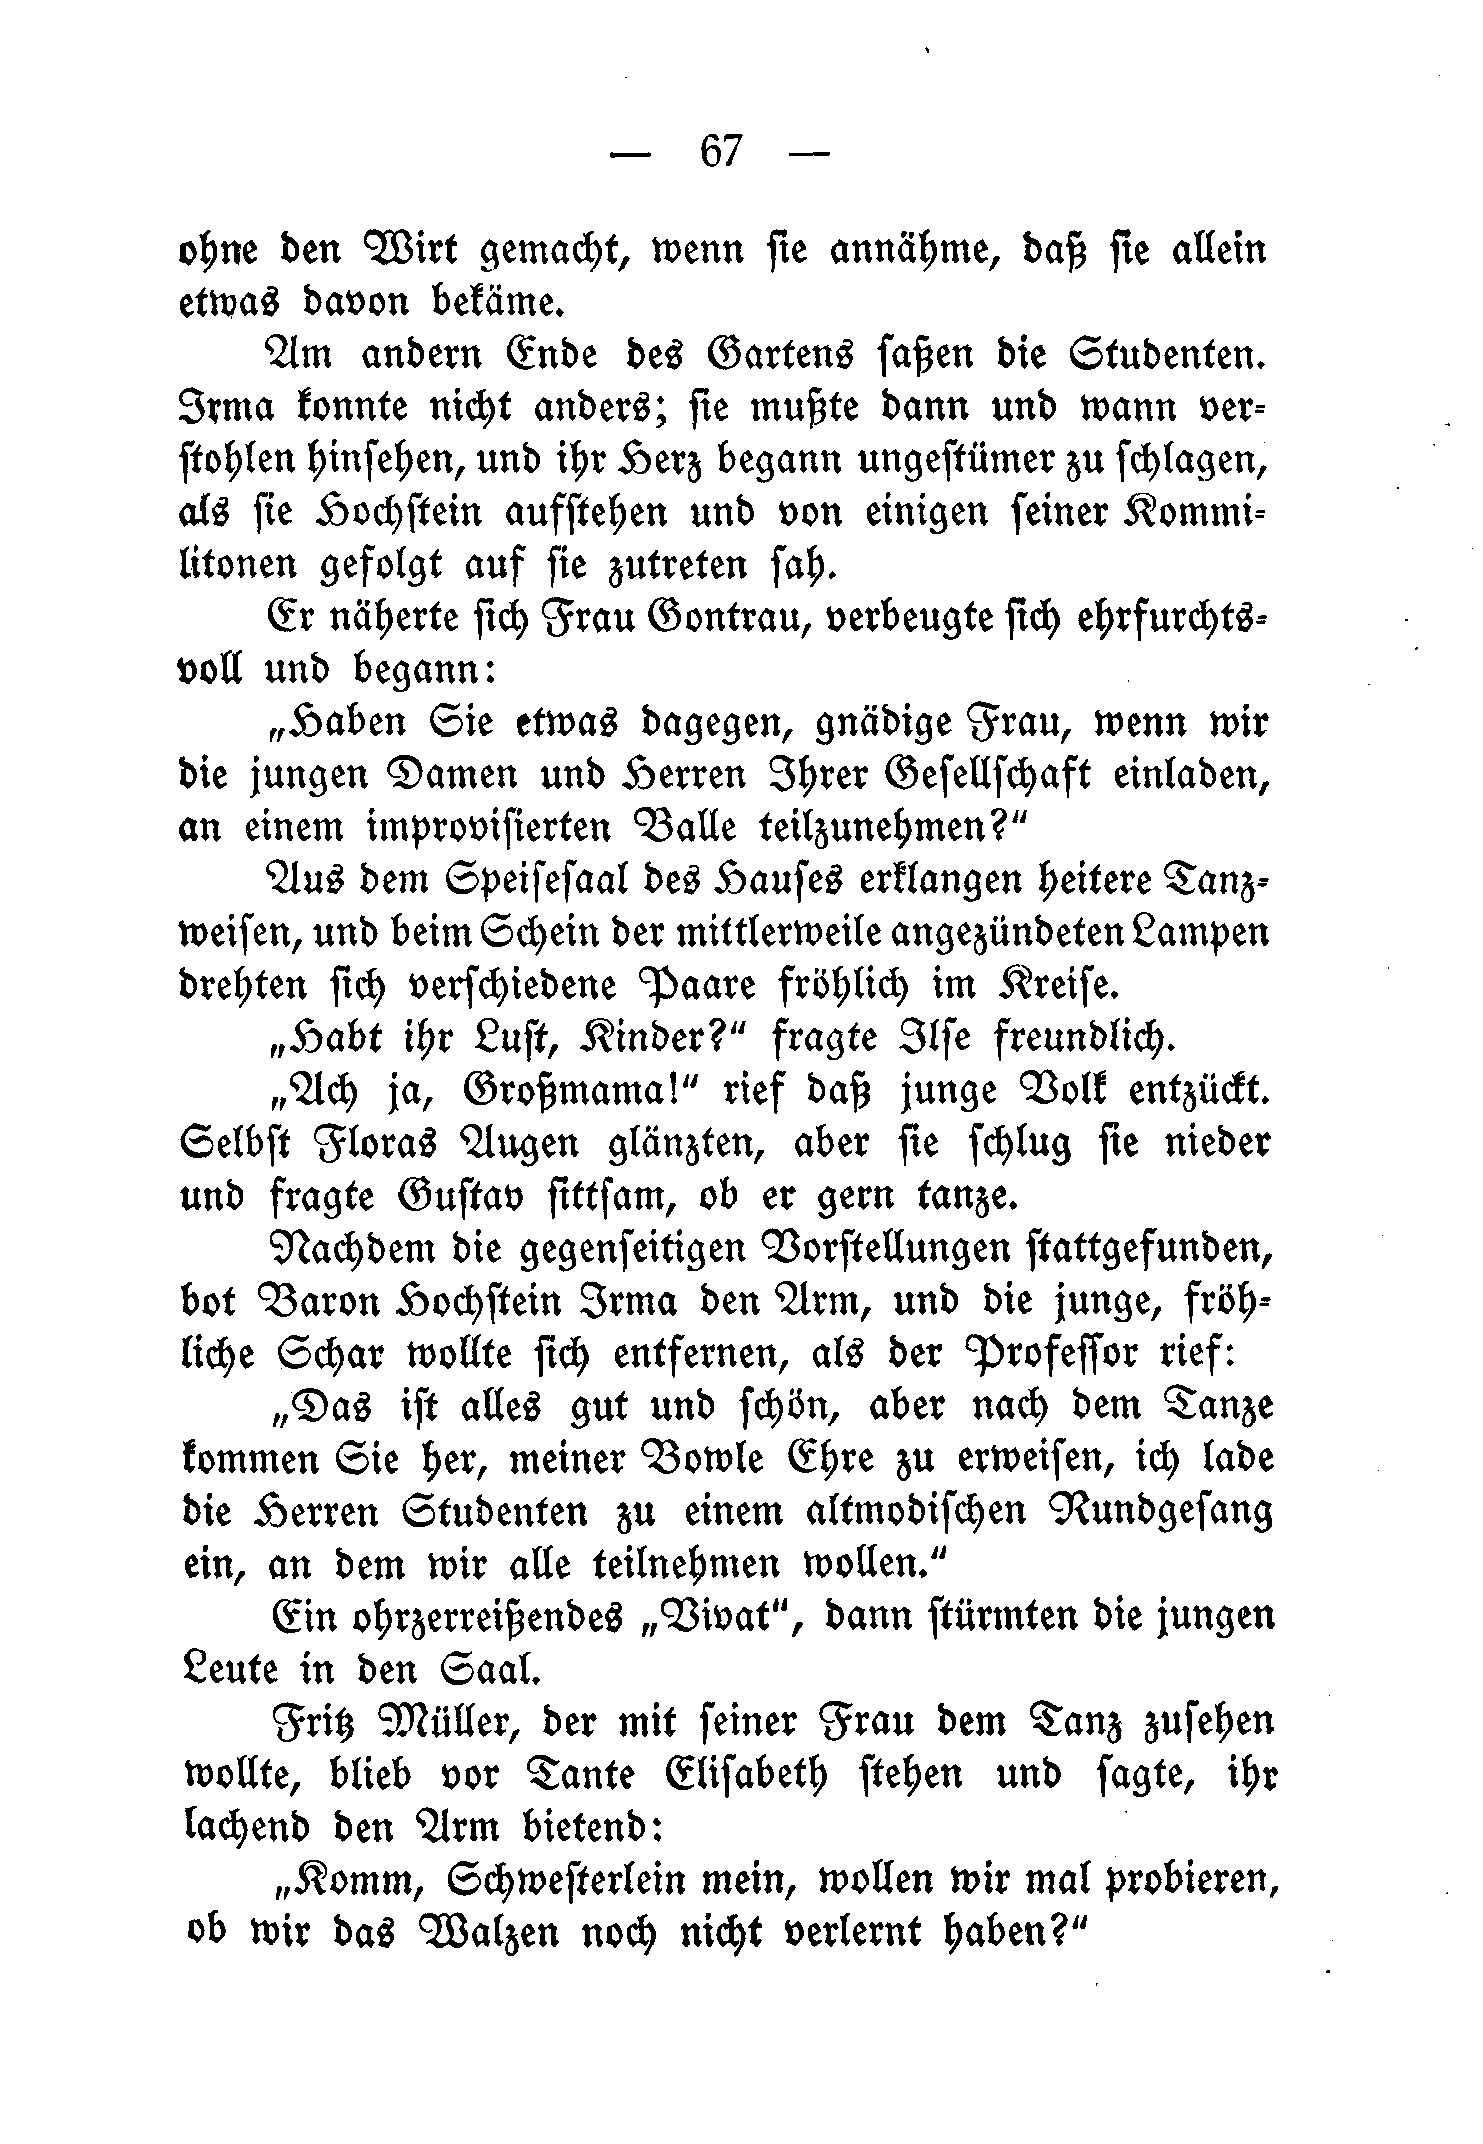 — 67 —
ohne den Wirt gemacht, wenn ſie annähme, daß ſie allein
etwas davon bekäme.
Am andern Ende des Gartens ſaßen die Studenten.
Irma konnte nicht anders; ſie mußte dann und wann ver⸗
ſtohlen hinſehen, und ihr Herz begann ungeſtümer zu ſchlagen,
als ſie Hochſtein aufſtehen und von einigen ſeiner Kommi⸗
litonen gefolgt auf ſie zutreten ſah.
Er näherte ſich Frau Gontrau, verbeugte ſich ehrfurchts⸗
voll und begann:
„Haben Sie etwas dagegen, gnädige Frau, wenn wir
die jungen Damen und Herren Ihrer Geſellſchaft einladen,
an einem improviſierten Balle teilzunehmen?“
Aus dem Speiſeſaal des Hauſes erklangen heitere Tanz⸗
weiſen, und beim Schein der mittlerweile angezündeten Lampen
drehten ſich verſchiedene Paare fröhlich im Kreiſe.
„Habt ihr Luſt, Kinder?“ fragte Ilſe freundlich.
„Ach ja, Großmama!“ rief daß junge Volk entzückt.
Selbſt Floras Augen glänzten, aber ſie ſchlug ſie nieder
und fragte Guſtav ſittſam, ob er gern tanze.
Nachdem die gegenſeitigen Vorſtellungen ſtattgefunden,
bot Baron Hochſtein Irma den Arm, und die junge, fröh⸗
liche Schar wollte ſich entfernen, als der Profeſſor rief:
„Das iſt alles gut und ſchön, aber nach dem Tanze
kommen Sie her, meiner Bowle Ehre zu erweiſen, ich lade
die Herren Studenten zu einem altmodiſchen Rundgeſang
ein, an dem wir alle teilnehmen wollen.“
Ein ohrzerreißendes „Vivat“, dann ſtürmten die jungen
Leute in den Saal.
Fritz Müller, der mit ſeiner Frau dem Tanz zuſehen
wollte, blieb vor Tante Eliſabeth ſtehen und ſagte, ihr
lachend den Arm bietend:
„Komm, Schweſterlein mein, wollen wir mal probieren,
ob wir das Walzen noch nicht verlernt haben?“